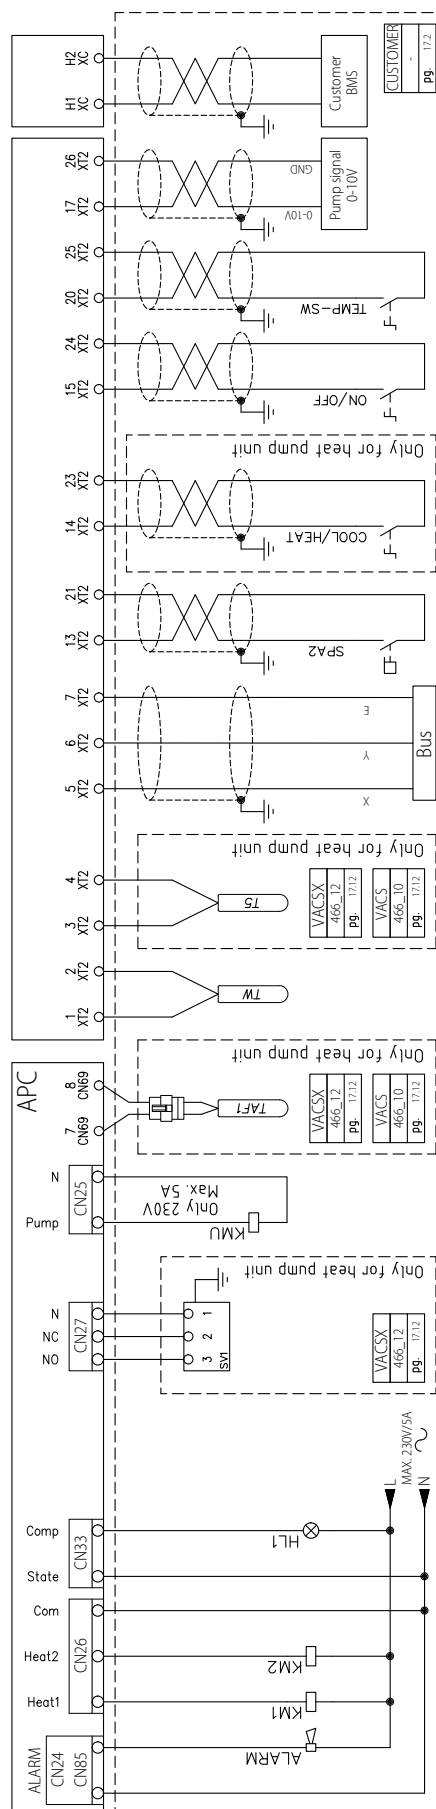 H2
XC
H1
XC
Customer
BMS
CUSTOMER
-
pg. 17.2
26
XT2
17
XT2
GND
0-10V
Pump signal
0-10V
25
XT2
20
XT2
TEMP-SW
24
XT2
15
XT2
ON/OFF
Only for heat pump unit
23
XT2
14
XT2
COOL/HEAT
21
XT2
13
XT2
SPA2
7
XT2
6
XT2
5
XT2
E
Y
X
Bus
Only for heat pump unit
4
XT2
3
XT2
T5
VACSX
466_12
pg. 17.12
VACS
466_10
pg. 17.12
2
XT2
1
XT2
TW
APC
Only for heat pump unit
8
CN69
7
CN69
TAF1
VACSX
466_12
pg. 17.12
VACS
466_10
pg. 17.12
N
Pump
CN25
Only 230V
Max. 5A
KMU
Only for heat pump unit
N
NC
NO
CN27
1
2
3
SV1
VACSX
466_12
pg. 17.12
MAX. 230V/5A
L
N
Comp
State
CN33
HL1
Com
Heat2
Heat1
CN26
KM2
KM1
ALARM
CN24
CN85
ALARM